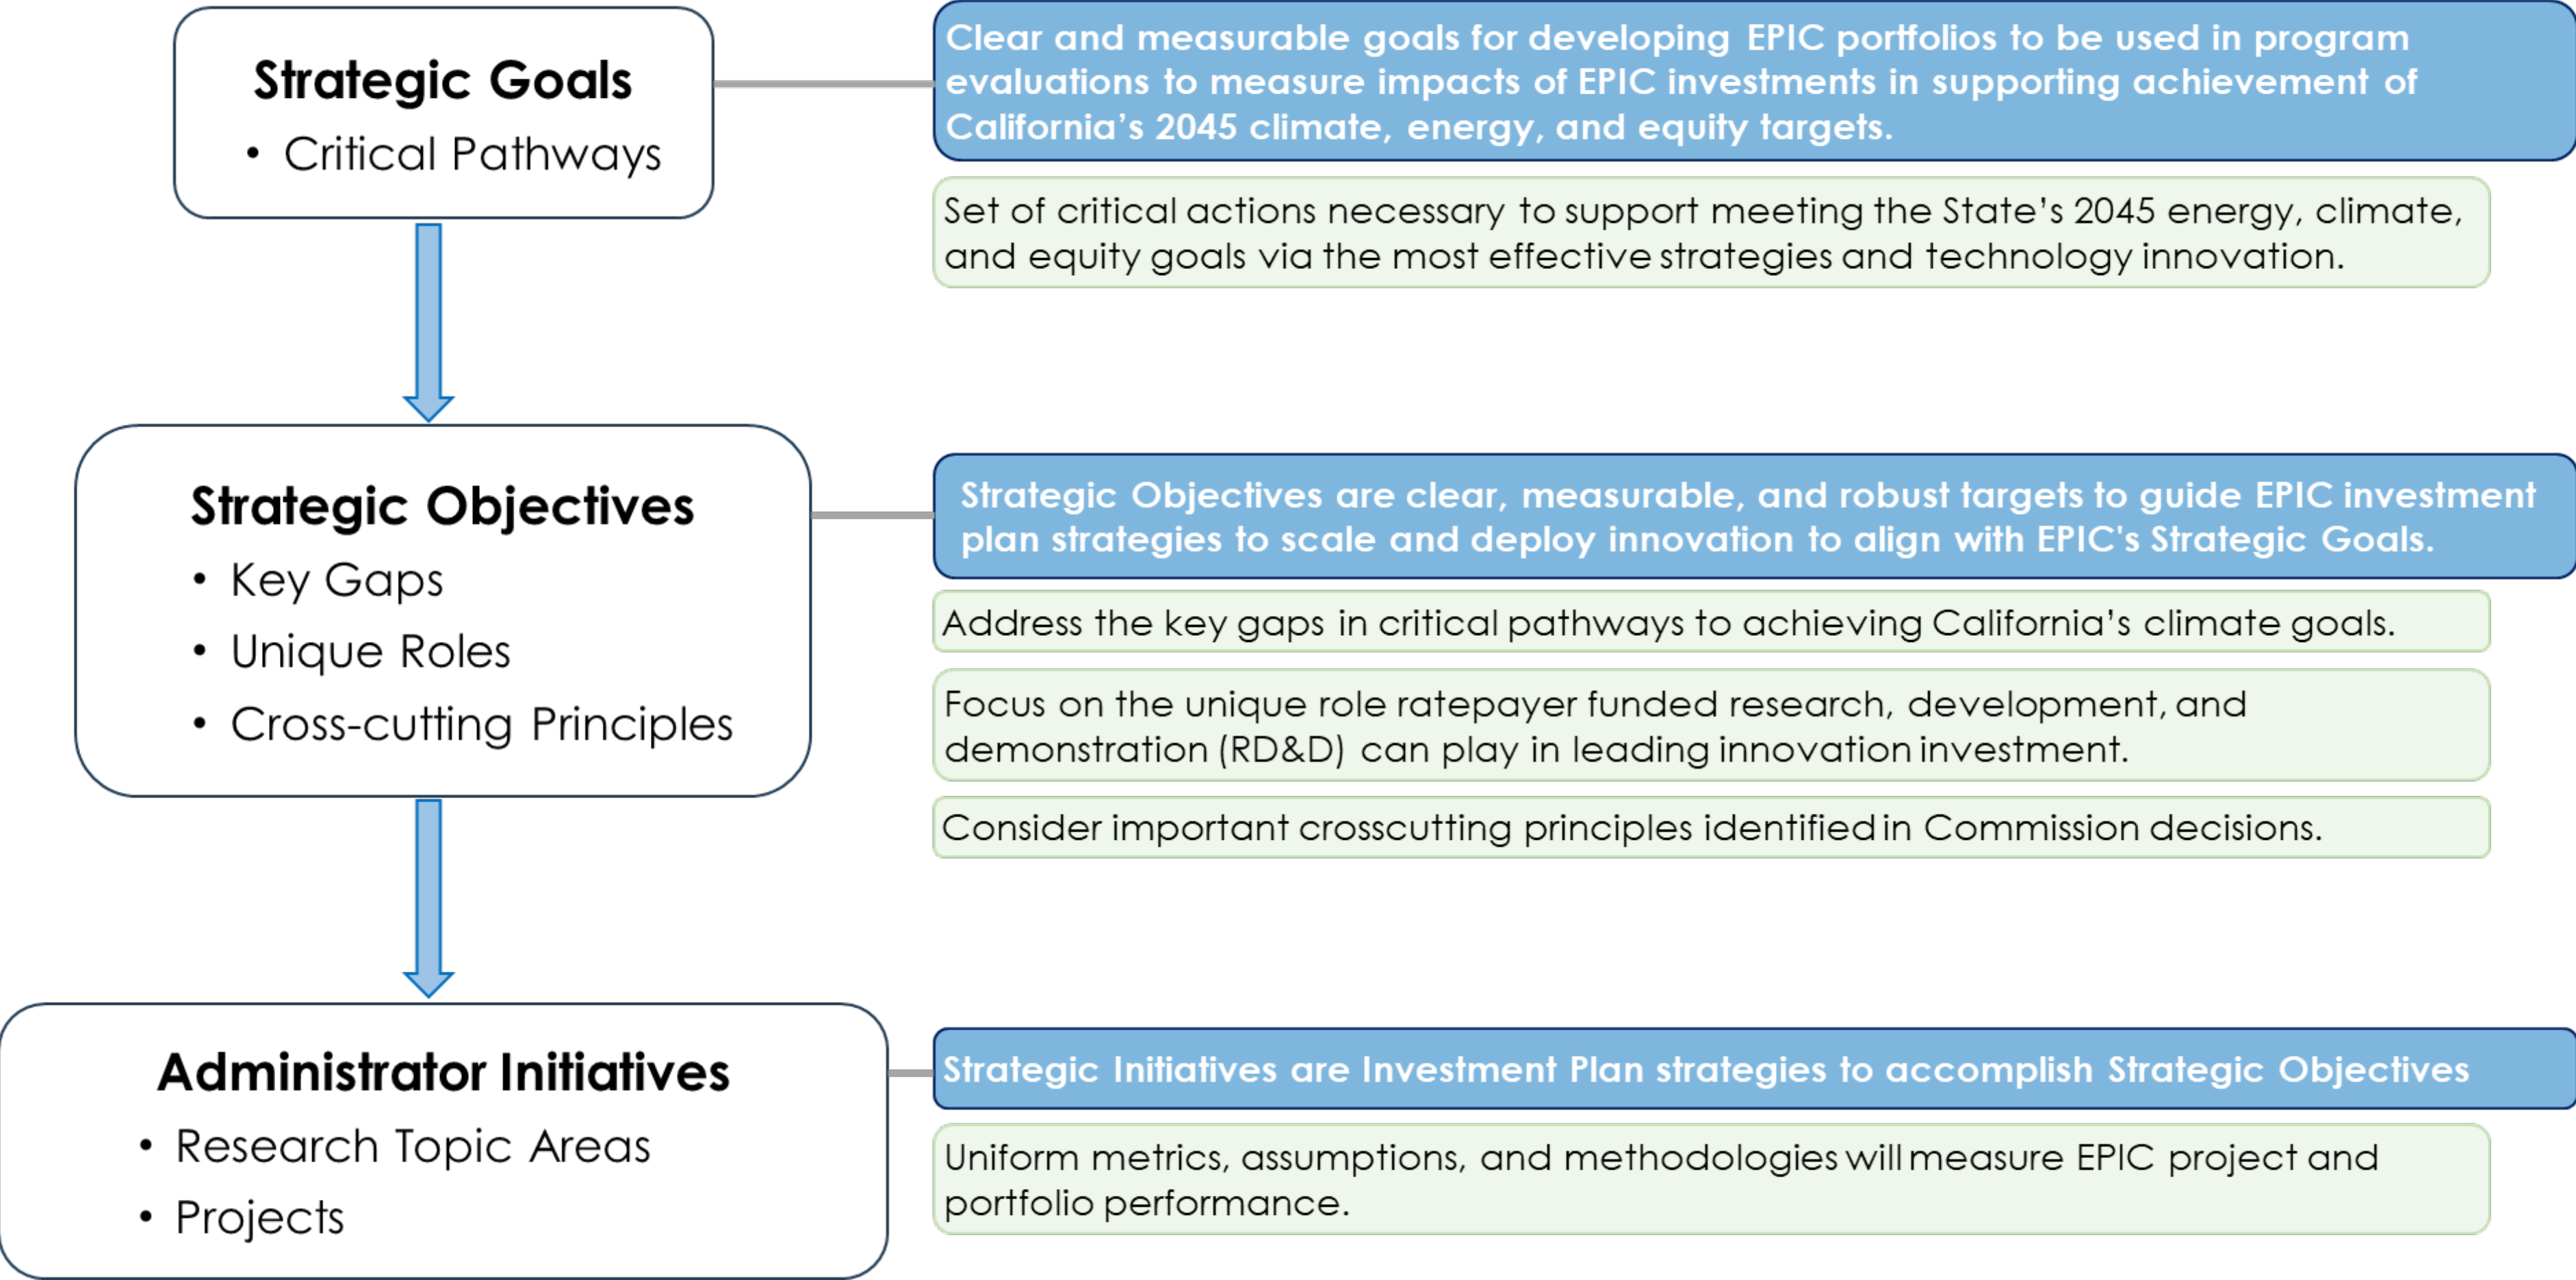 Strategic Goals
• Critical Pathways
Clear and measurable goals for developing EPIC portfolios to be used in program
evaluations to measure impacts of EPIC investments in supporting achievement of
California’s 2045 climate, energy, and equity targets.
Set of critical actions necessary to support meeting the State’s 2045 energy, climate,
and equity goals via the most effective strategies and technology innovation.
Strategic Objectives
• Key Gaps
• Unique Roles
• Cross-cutting Principles
Strategic Objectives are clear, measurable, and robust targets to guide EPIC investment
plan strategies to scale and deploy innovation to align with EPIC's Strategic Goals.
Address the key gaps in critical pathways to achieving California’s climate goals.
Focus on the unique role ratepayer funded research, development, and
demonstration (RD&D) can play in leading innovation investment.
Consider important crosscutting principles identified in Commission decisions.
Administrator Initiatives
• Research Topic Areas
• Projects
Strategic Initiatives are Investment Plan strategies to accomplish Strategic Objectives
Uniform metrics, assumptions, and methodologies will measure EPIC project and
portfolio performance.